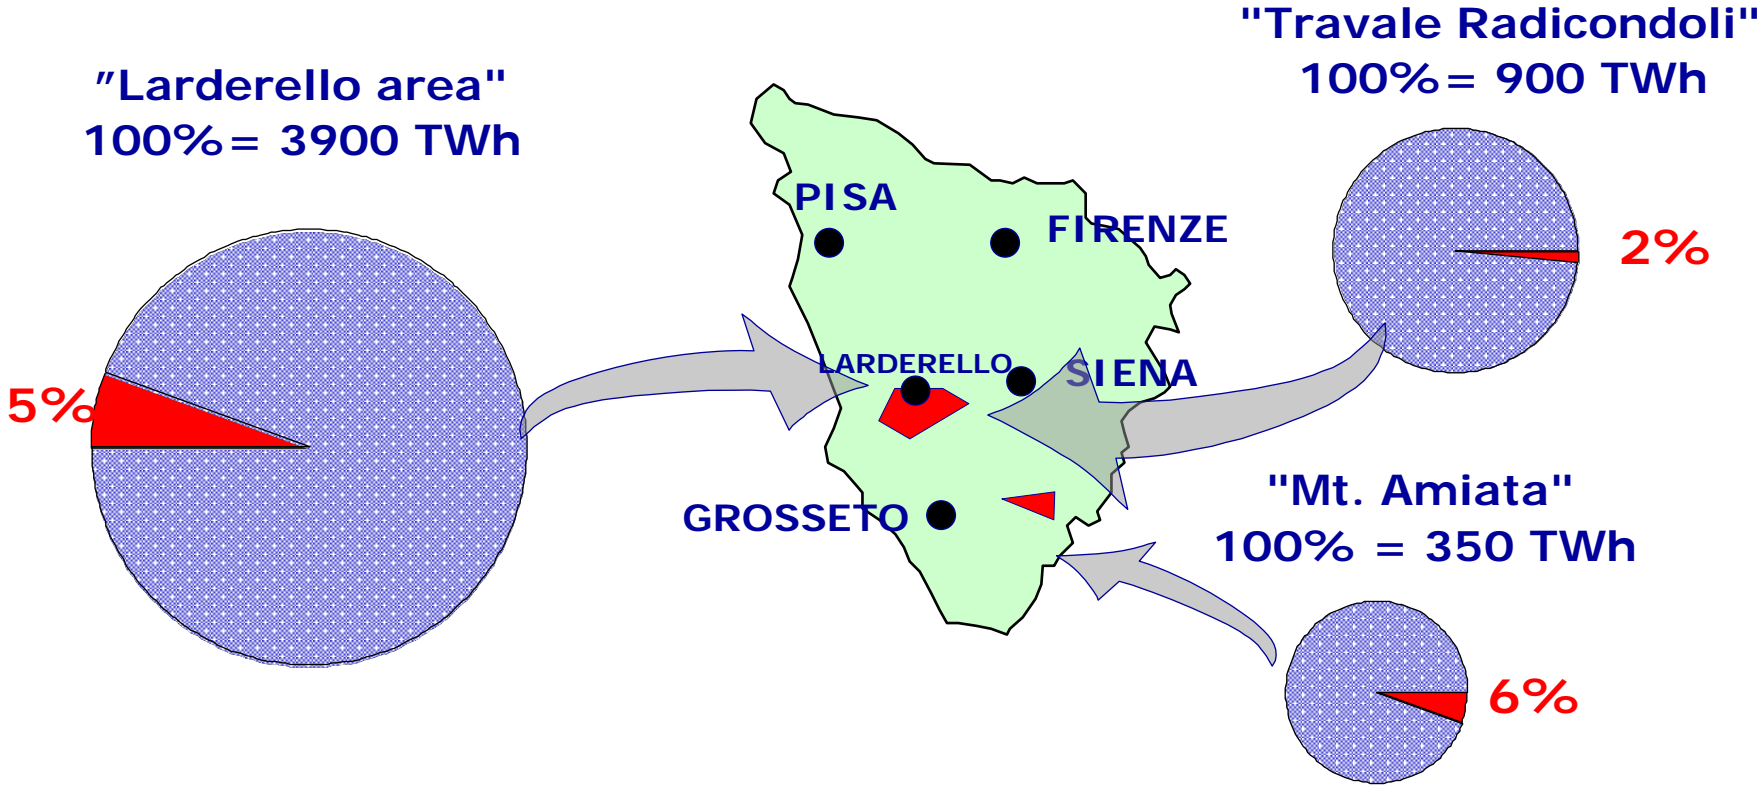 "Travale Radicondoli"
100% = 900 TWh
"Larderello area"
100% = 3900 TWh
PISA
FIRENZE
2%
LARDERELLO
SIENA
5%
"Mt. Amiata"
100% = 350 TWh
GROSSETO
6%